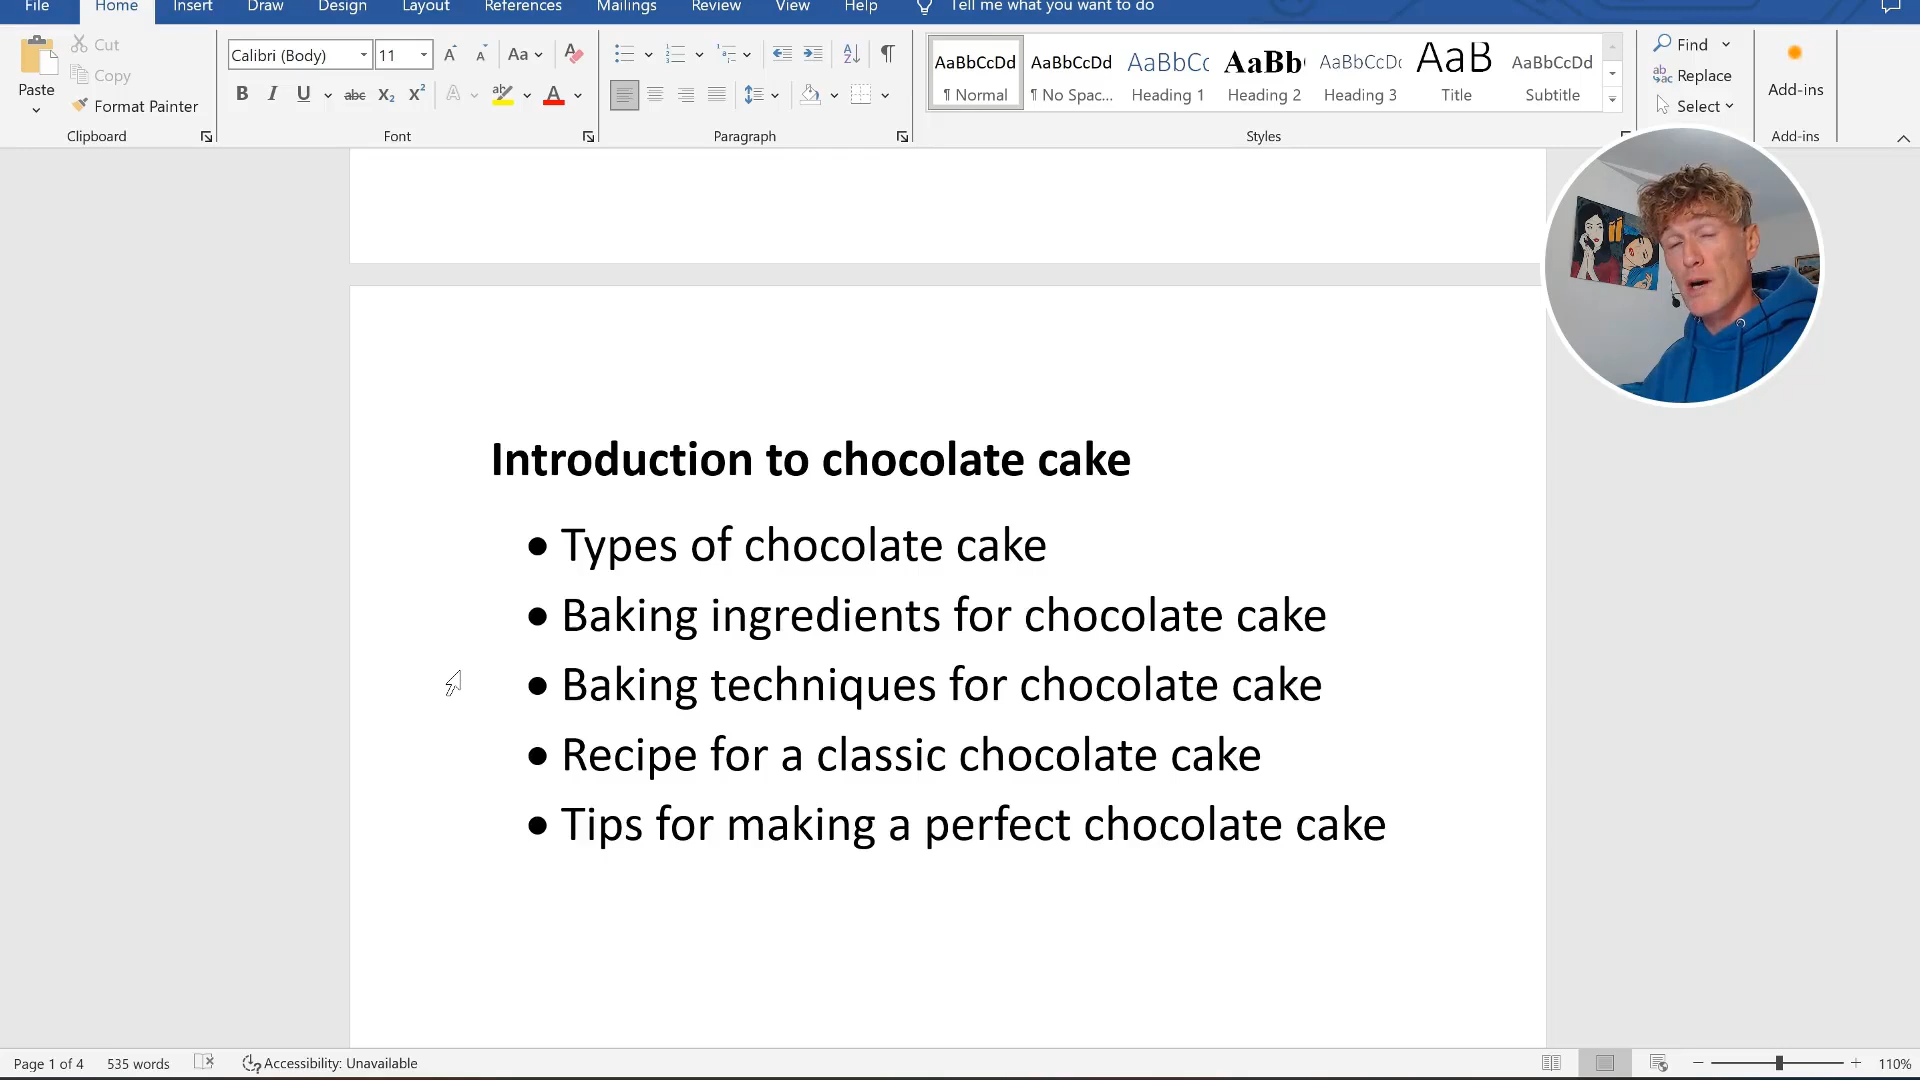 File Home Insert Draw Design Layout References Mailings Review View Help Tell me what you want to do
Paste
Cut
Copy
Format Painter
Clipboard
Calibri (Body) 11
Font
Paragraph
AaBbCcDd AaBbCcDd AaBbCc AaBb AaBbCcD AaB AaBbCcDd
¶ Normal ¶ No Spac... Heading 1 Heading 2 Heading 3 Title Subtitle
Styles
Find
Replace
Select
Add-ins
Add-ins
Introduction to chocolate cake
• Types of chocolate cake
• Baking ingredients for chocolate cake
• Baking techniques for chocolate cake
• Recipe for a classic chocolate cake
• Tips for making a perfect chocolate cake
Page 1 of 4 535 words Accessibility: Unavailable 110%